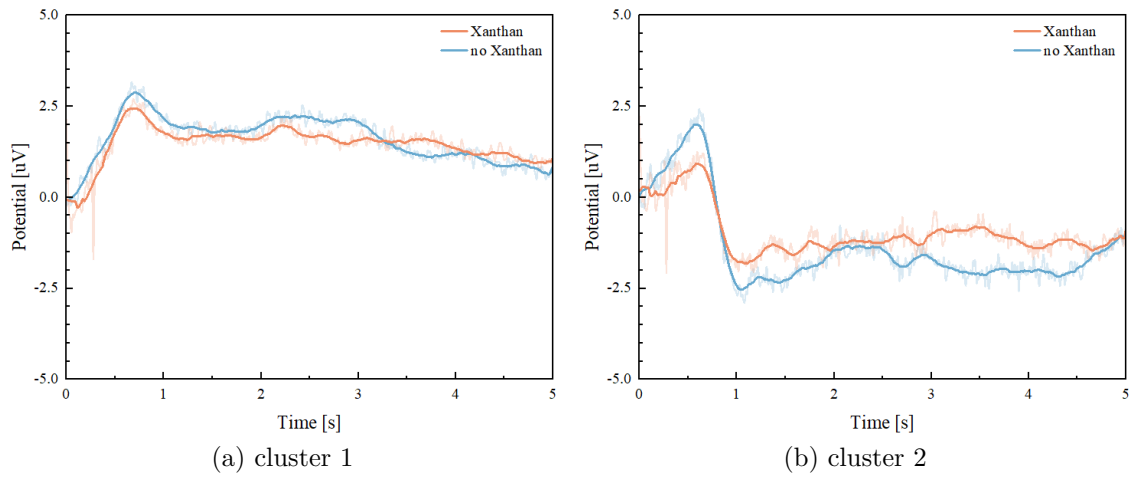 5.0
2.5
0.0
-2.5
-5.0
Potential [uV]
Xanthan
no Xanthan
0 1 2 3 4 5
Time [s]
(a) cluster 1
5.0
2.5
0.0
-2.5
-5.0
Potential [uV]
Xanthan
no Xanthan
0 1 2 3 4 5
Time [s]
(b) cluster 2